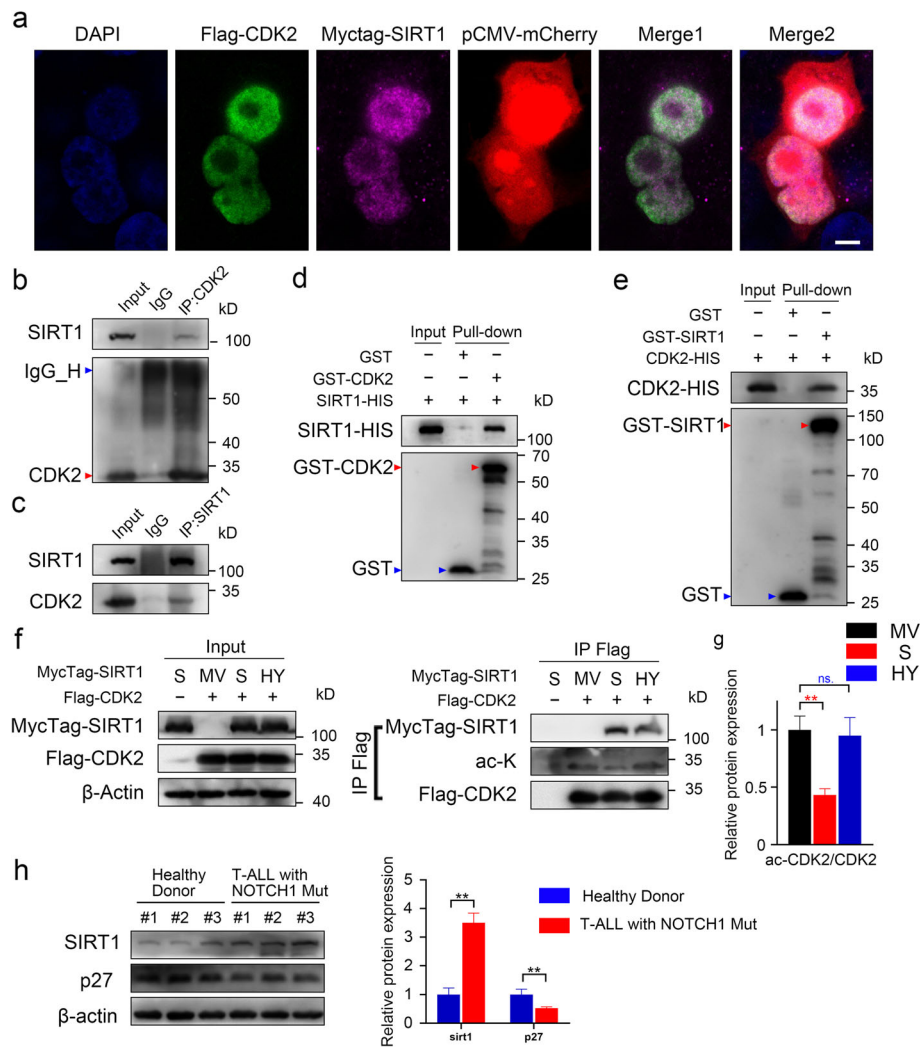 a
DAPI Flag-CDK2 Myctag-SIRT1 pCMV-mCherry Merge1 Merge2
b
Input IgG IP:CDK2
kD
SIRT1
100
IgG_H
50
40
35
CDK2
c
Input IgG IP:SIRT1
kD
SIRT1
100
35
CDK2
d
Input Pull-down
GST – + –
GST-CDK2 – – +
SIRT1-HIS + + + kD
SIRT1-HIS
100
70
GST-CDK2
50
40
35
GST
25
e
Input Pull-down
GST – + –
GST-SIRT1 – – +
CDK2-HIS + + + kD
CDK2-HIS 35
150
GST-SIRT1
100
70
50
40
35
GST 25
f
Input
MycTag-SIRT1 S MV S HY
Flag-CDK2 – + + + kD
MycTag-SIRT1
100
Flag-CDK2 35
β-Actin
40
IP Flag
MycTag-SIRT1 S MV S HY
Flag-CDK2 – + + + kD
IP Flag
MycTag-SIRT1
100
ac-K 35
Flag-CDK2 35
g
MV
S
HY
ns.
**
Relative protein expression
1
0.5
0
ac-CDK2/CDK2
h
Healthy Donor
T-ALL with NOTCH1 Mut
#1 #2 #3 #1 #2 #3
SIRT1
p27
β-actin
Relative protein expression
5
4
3
2
1
0
**
**
Healthy Donor
T-ALL with NOTCH1 Mut
sirt1 p27